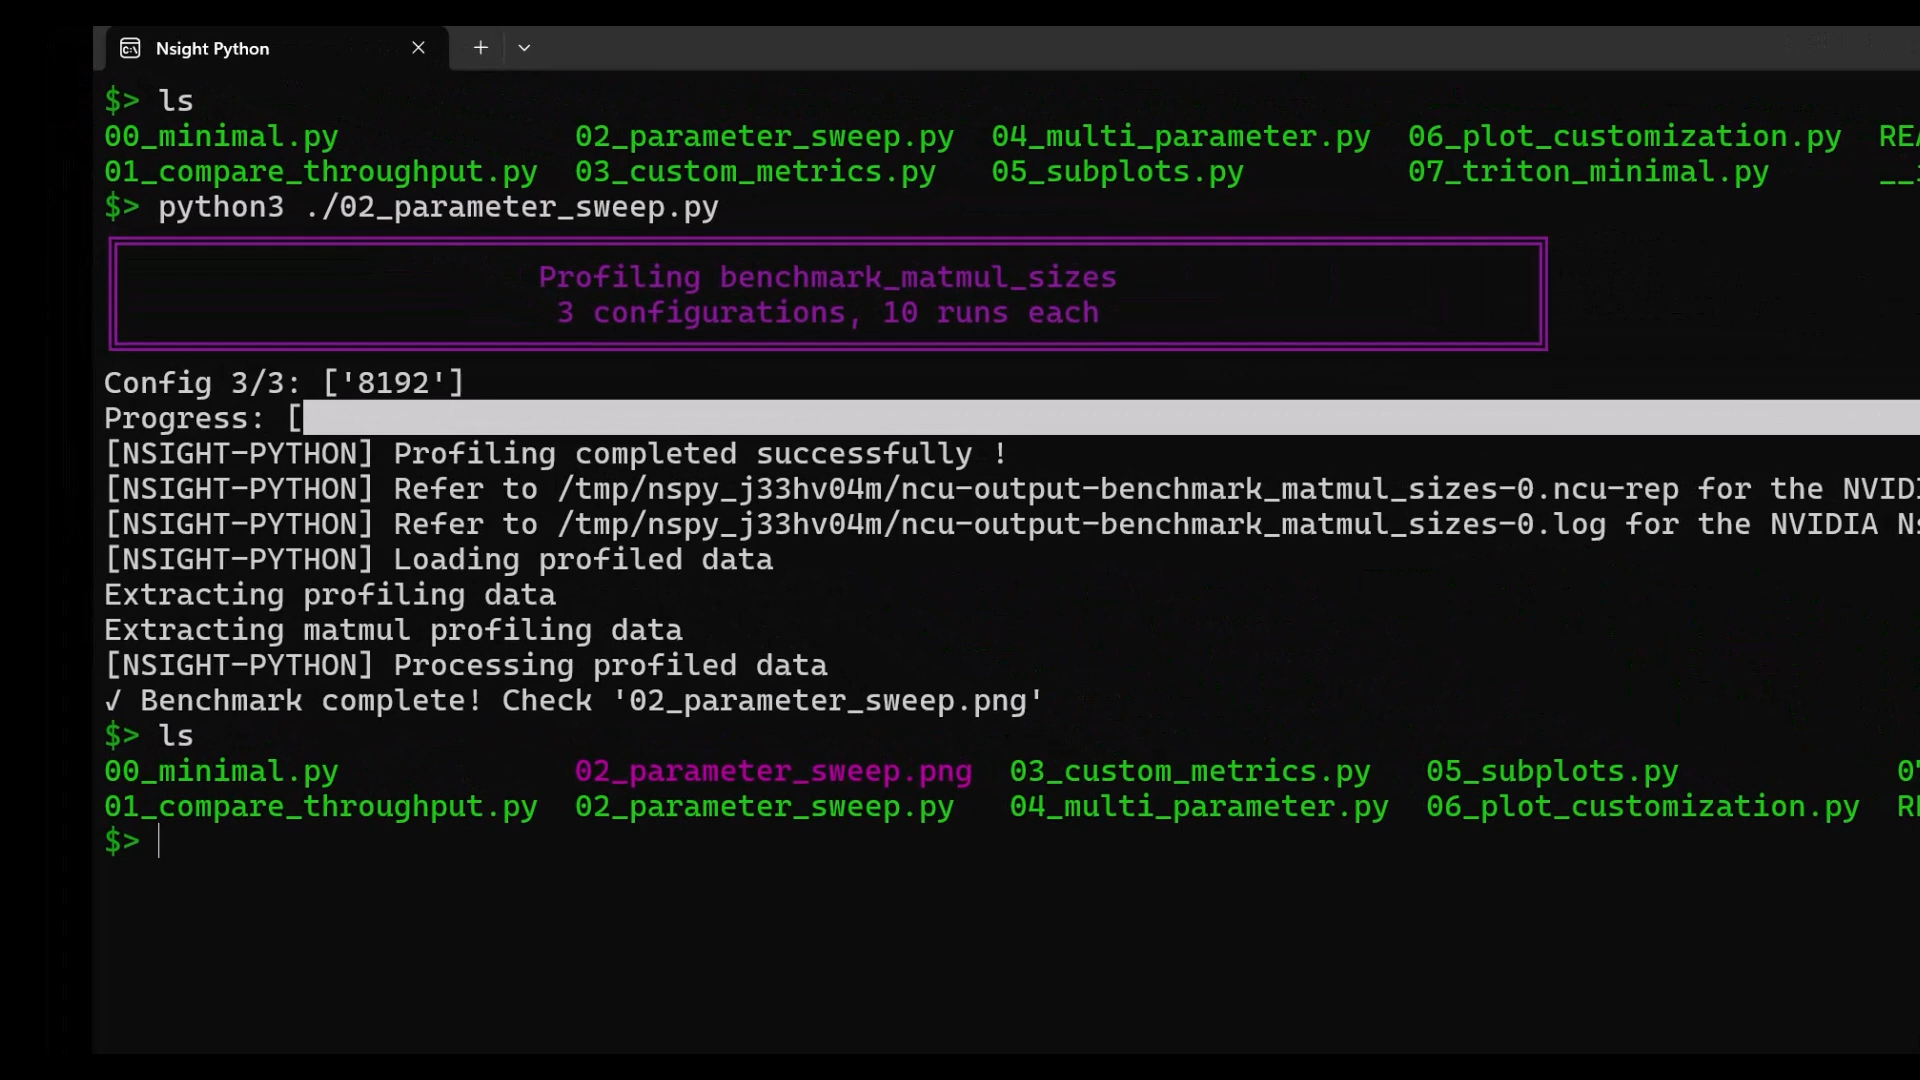 Nsight Python
$> ls
00_minimal.py 02_parameter_sweep.py 04_multi_parameter.py 06_plot_customization.py
01_compare_throughput.py 03_custom_metrics.py 05_subplots.py 07_triton_minimal.py
$> python3 ./02_parameter_sweep.py
Profiling benchmark_matmul_sizes
3 configurations, 10 runs each
Config 3/3: ['8192']
Progress: [
[NSIGHT-PYTHON] Profiling completed successfully !
[NSIGHT-PYTHON] Refer to /tmp/nspy_j33hv04m/ncu-output-benchmark_matmul_sizes-0.ncu-rep for the
[NSIGHT-PYTHON] Refer to /tmp/nspy_j33hv04m/ncu-output-benchmark_matmul_sizes-0.log for the NVIDIA
[NSIGHT-PYTHON] Loading profiled data
Extracting profiling data
Extracting matmul profiling data
[NSIGHT-PYTHON] Processing profiled data
✓ Benchmark complete! Check '02_parameter_sweep.png'
$> ls
00_minimal.py 02_parameter_sweep.png 03_custom_metrics.py 05_subplots.py
01_compare_throughput.py 02_parameter_sweep.py 04_multi_parameter.py 06_plot_customization.py
$>